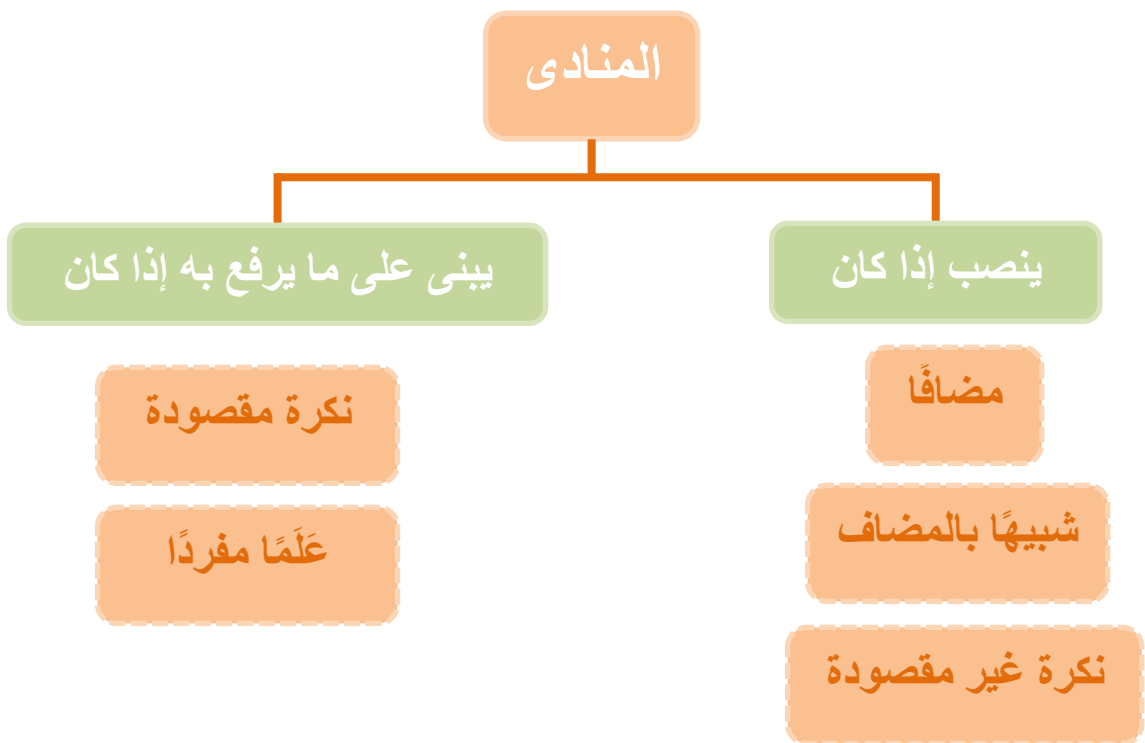 المنادى
ينصب إذا كان
مضافًا
شبيهًا بالمضاف
نكرة غير مقصودة
يبنى على ما يرفع به إذا كان
نكرة مقصودة
عَلَمًا مفردًا